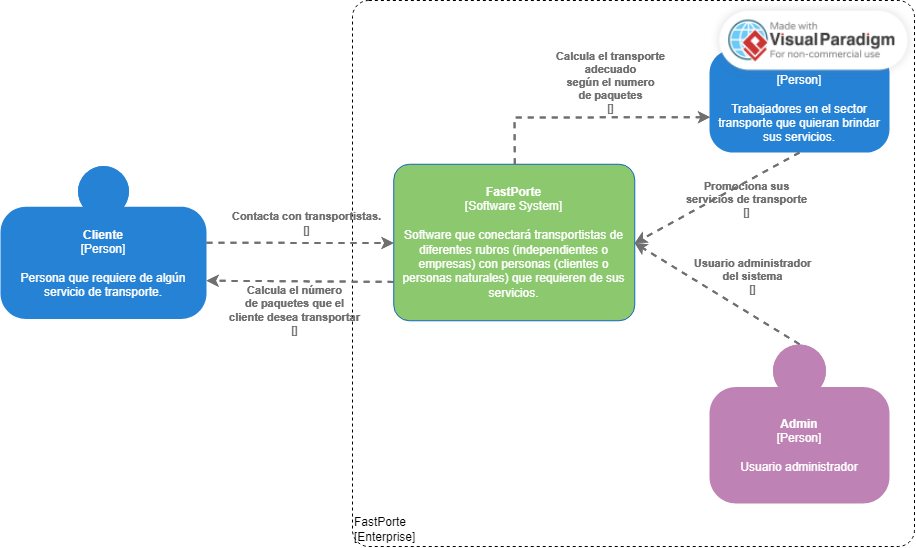 Made with
Visual Paradigm
For non-commercial use
[Person]
Trabajadores en el sector
transporte que quieran brindar
sus servicios.
Calcula el transporte
adecuado
según el numero
de paquetes
[]
Promociona sus
servicios de transporte
[]
FastPorte
[Software System]
Software que conectará transportistas de
diferentes rubros (independientes o
empresas) con personas (clientes o
personas naturales) que requieren de sus
servicios.
Contacta con transportistas.
[]
Cliente
[Person]
Persona que requiere de algún
servicio de transporte.
Calcula el número
de paquetes que el
cliente desea transportar
[]
Usuario administrador
del sistema
[]
Admin
[Person]
Usuario administrador
FastPorte
[Enterprise]